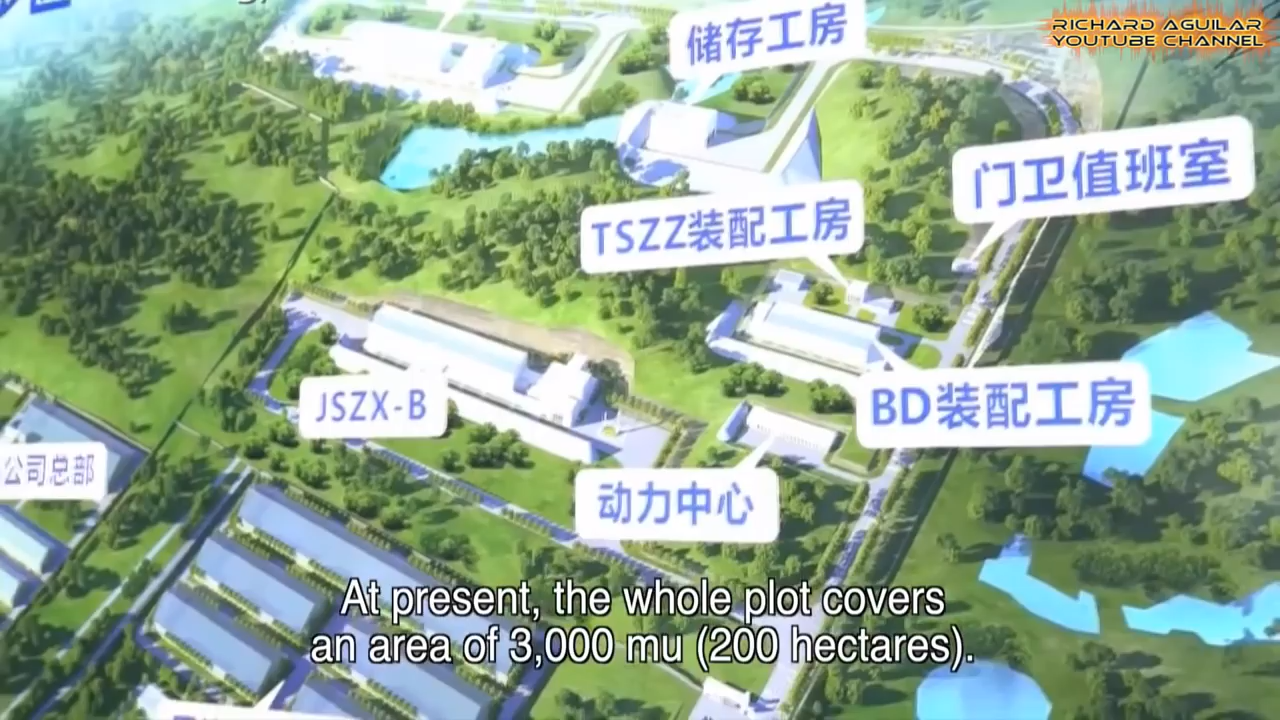 RICHARD AGUILAR
YOUTUBE CHANNEL
储存工房
门卫值班室
TSZZ装配工房
JSZX-B
BD装配工房
公司总部
动力中心
At present, the whole plot covers
an area of 3,000 mu (200 hectares).